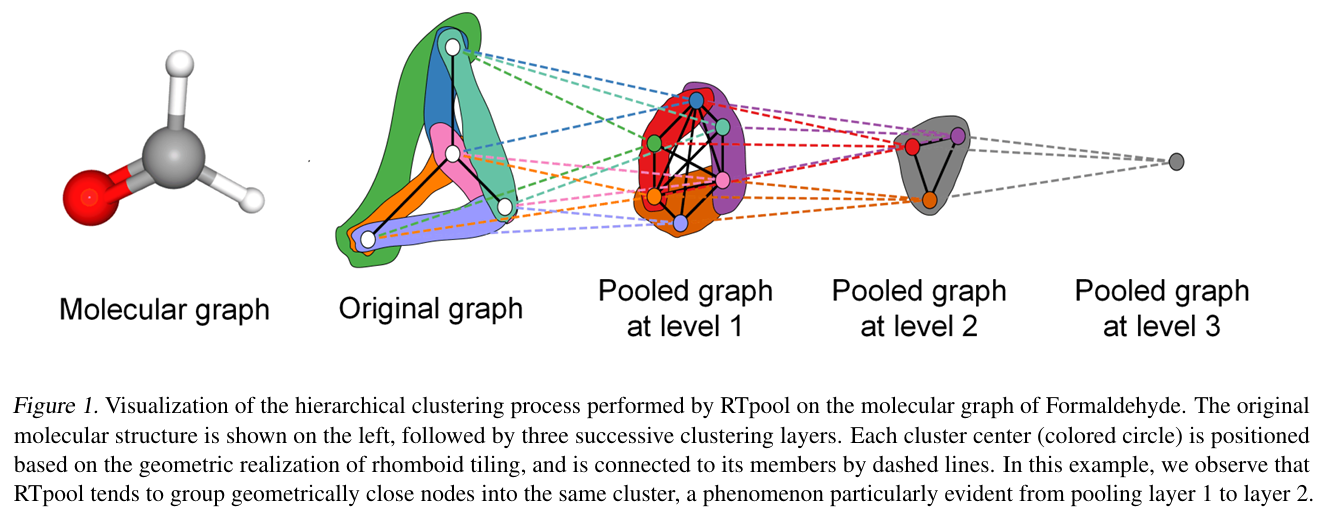 Molecular graph
Original graph
Pooled graph
at level 1
Pooled graph
at level 2
Pooled graph
at level 3
Figure 1. Visualization of the hierarchical clustering process performed by RTpool on the molecular graph of Formaldehyde. The original
molecular structure is shown on the left, followed by three successive clustering layers. Each cluster center (colored circle) is positioned
based on the geometric realization of rhomboid tiling, and is connected to its members by dashed lines. In this example, we observe that
RTpool tends to group geometrically close nodes into the same cluster, a phenomenon particularly evident from pooling layer 1 to layer 2.